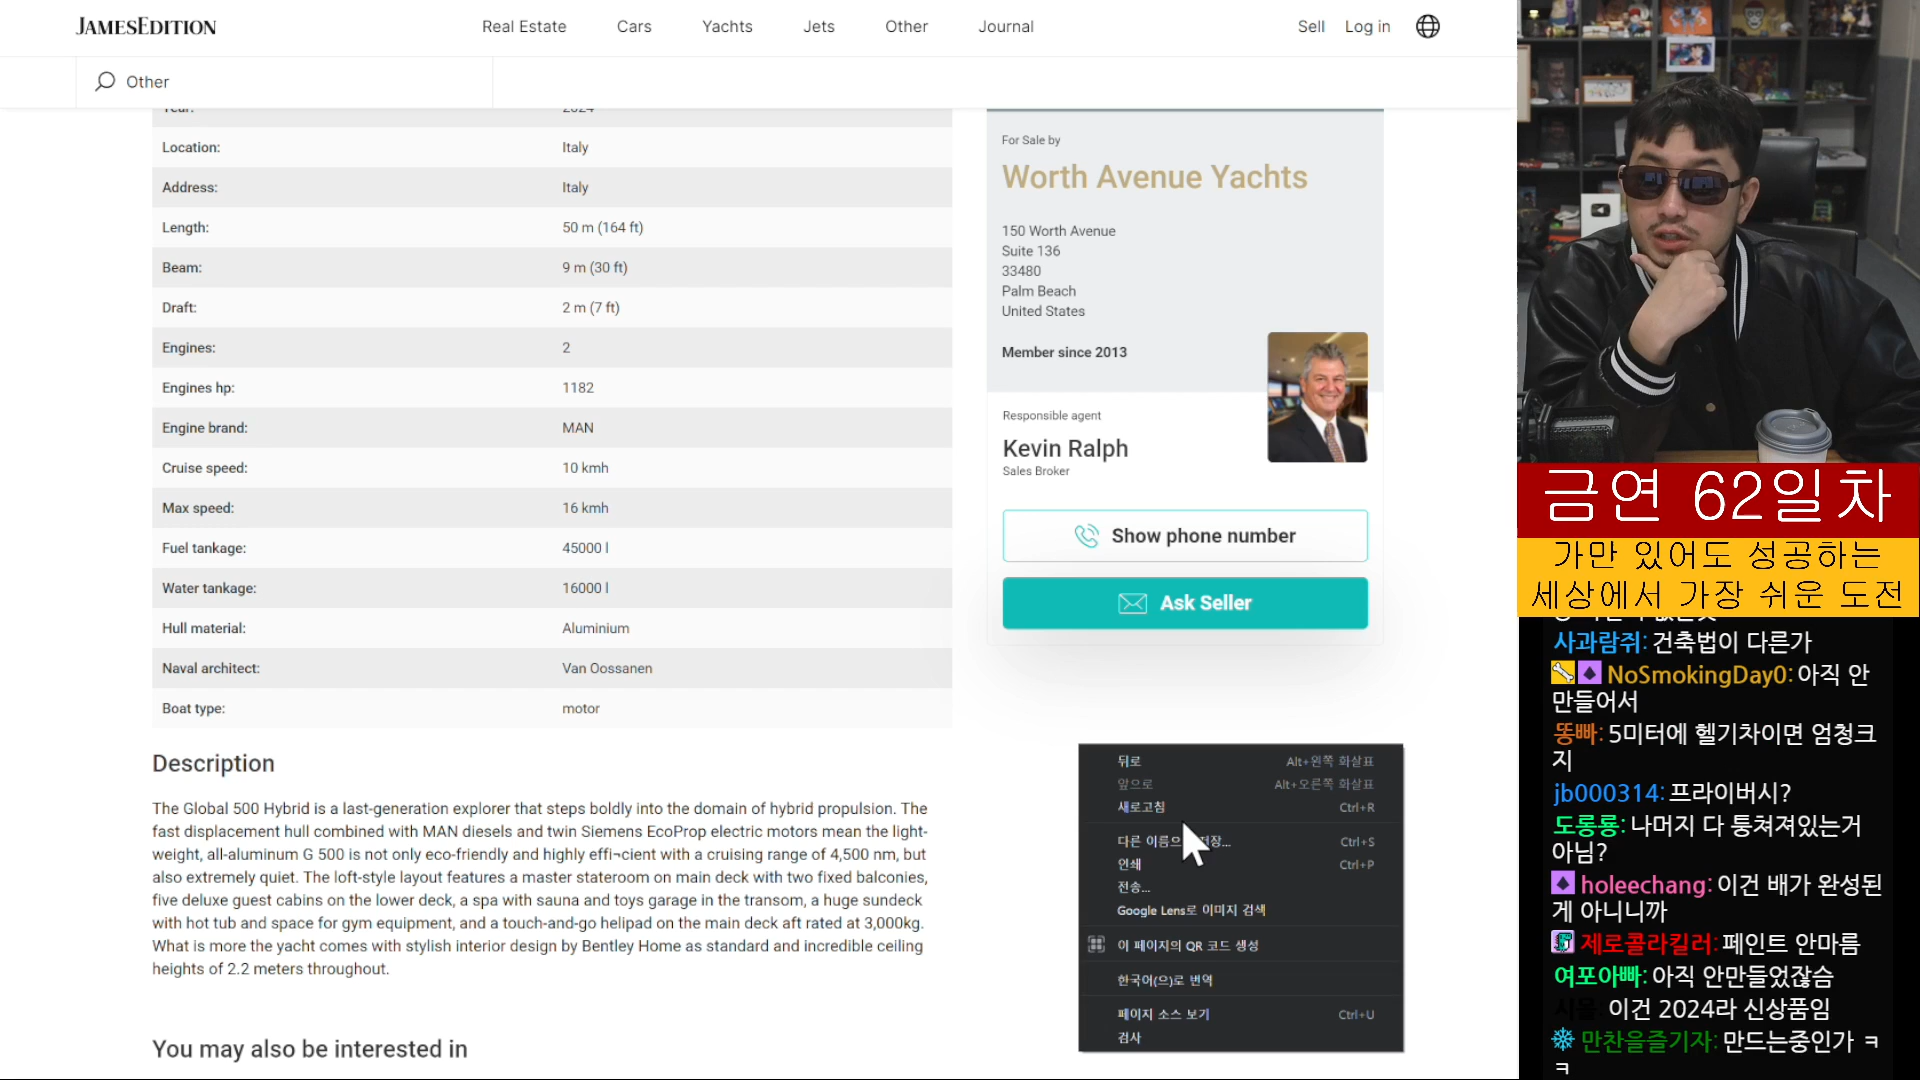 JAMESEDITION
Real Estate
Cars
Yachts
Jets
Other
Journal
Sell
Log in
Other
Year: 2024
Location: Italy
Address: Italy
Length: 50 m (164 ft)
Beam: 9 m (30 ft)
Draft: 2 m (7 ft)
Engines: 2
Engines hp: 1182
Engine brand: MAN
Cruise speed: 10 kmh
Max speed: 16 kmh
Fuel tankage: 45000 l
Water tankage: 16000 l
Hull material: Aluminium
Naval architect: Van Oossanen
Boat type: motor
Description
The Global 500 Hybrid is a last-generation explorer that steps boldly into the domain of hybrid propulsion. The
fast displacement hull combined with MAN diesels and twin Siemens EcoProp electric motors mean the light-
weight, all-aluminum G 500 is not only eco-friendly and highly effi¬cient with a cruising range of 4,500 nm, but
also extremely quiet. The loft-style layout features a master stateroom on main deck with two fixed balconies,
five deluxe guest cabins on the lower deck, a spa with sauna and toys garage in the transom, a huge sundeck
with hot tub and space for gym equipment, and a touch-and-go helipad on the main deck aft rated at 3,000kg.
What is more the yacht comes with stylish interior design by Bentley Home as standard and incredible ceiling
heights of 2.2 meters throughout.
You may also be interested in
For Sale by
Worth Avenue Yachts
150 Worth Avenue
Suite 136
33480
Palm Beach
United States
Member since 2013
Responsible agent
Kevin Ralph
Sales Broker
Show phone number
Ask Seller
뒤로 Alt+왼쪽 화살표
앞으로 Alt+오른쪽 화살표
새로고침 Ctrl+R
다른 이름으 저장... Ctrl+S
인쇄 Ctrl+P
전송...
Google Lens로 이미지 검색
이 페이지의 QR 코드 생성
한국어(으)로 번역
페이지 소스 보기 Ctrl+U
검사
금연 62일차
가만 있어도 성공하는
세상에서 가장 쉬운 도전
사과람쥐: 건축법이 다른가
NoSmokingDay0: 아직 안
만들어서
똥빠: 5미터에 헬기차이면 엄청크
지
jb000314: 프라이버시?
도롱룡: 나머지 다 퉁쳐져있는거
아님?
holeechang: 이건 배가 완성된
게 아니니까
제로콜라킬러: 페인트 안마름
여포아빠: 아직 안만들었잖슴
이건 2024라 신상품임
만찬을즐기자: 만드는중인가 ㅋ
ㅋ